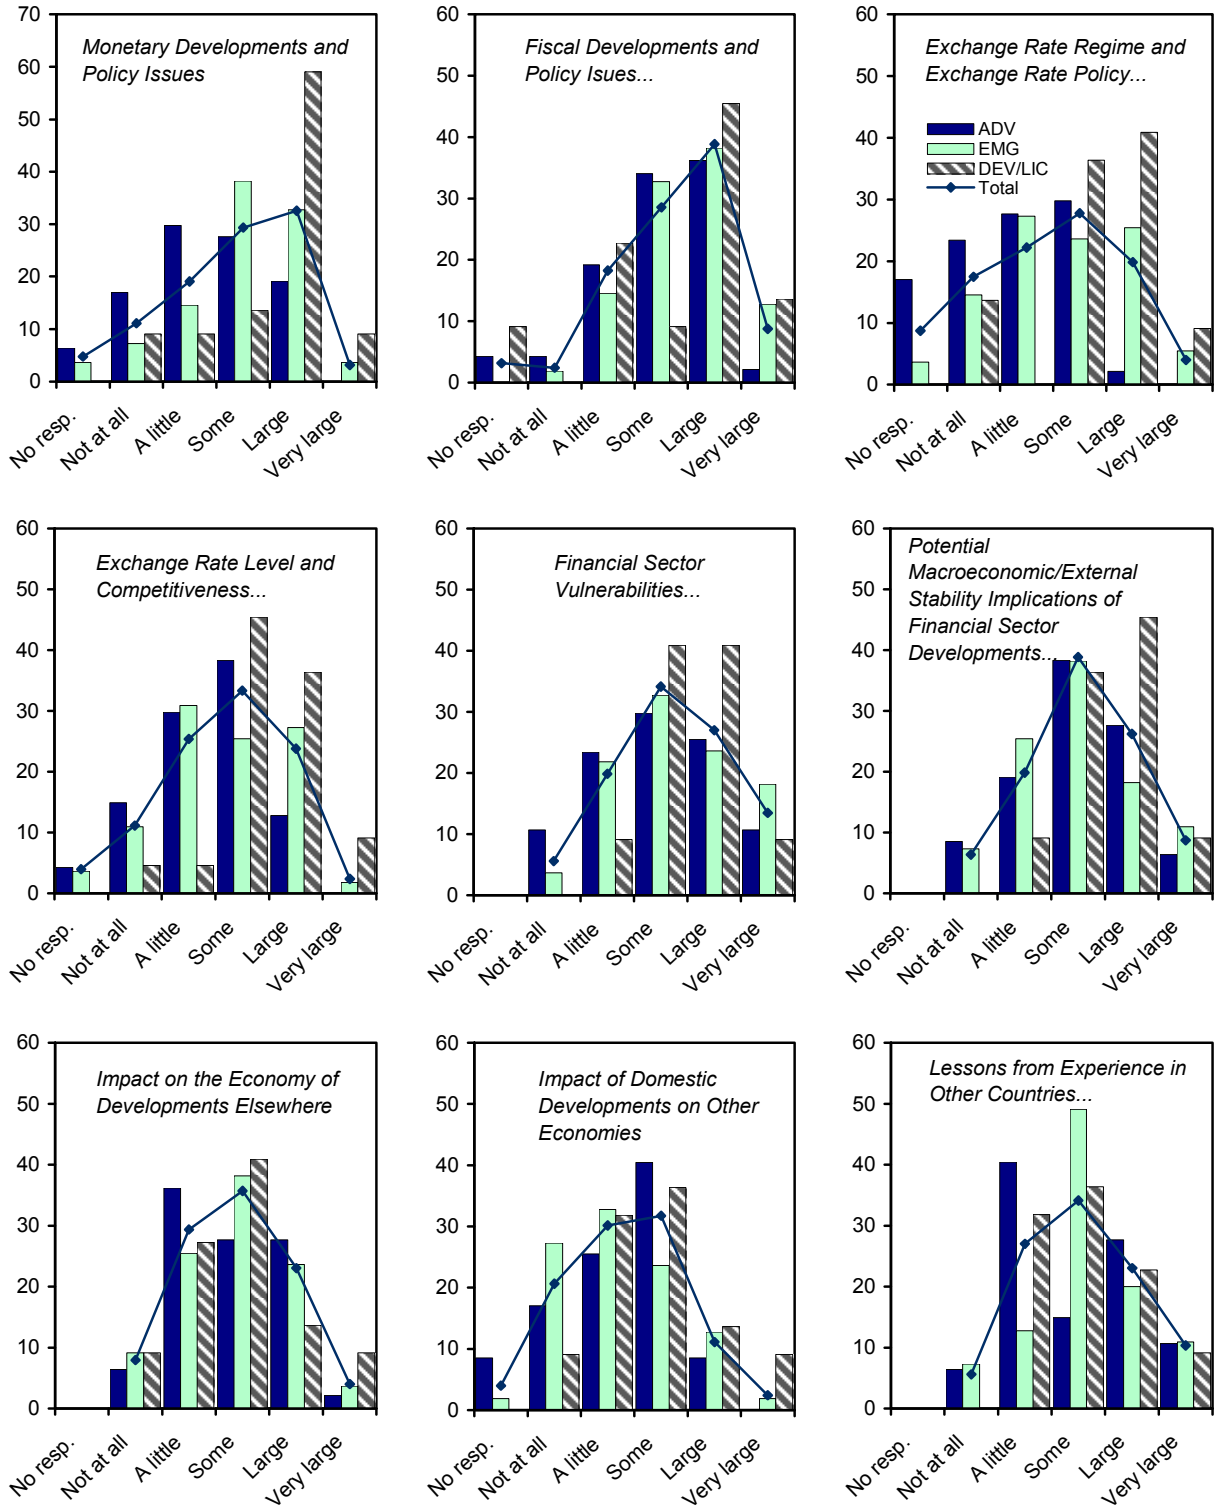 70
60
50
40
30
20
10
0
Monetary Developments and
Policy Issues
No resp.
Not at all
A little
Some
Large
Very large
60
50
40
30
20
10
0
Fiscal Developments and
Policy Isues...
No resp.
Not at all
A little
Some
Large
Very large
60
50
40
30
20
10
0
Exchange Rate Regime and
Exchange Rate Policy...
ADV
EMG
DEV/LIC
Total
No resp.
Not at all
A little
Some
Large
Very large
60
50
40
30
20
10
0
Exchange Rate Level and
Competitiveness...
No resp.
Not at all
A little
Some
Large
Very large
60
50
40
30
20
10
0
Financial Sector
Vulnerabilities...
No resp.
Not at all
A little
Some
Large
Very large
60
50
40
30
20
10
0
Potential
Macroeconomic/External
Stability Implications of
Financial Sector
Developments...
No resp.
Not at all
A little
Some
Large
Very large
60
50
40
30
20
10
0
Impact on the Economy of
Developments Elsewhere
No resp.
Not at all
A little
Some
Large
Very large
60
50
40
30
20
10
0
Impact of Domestic
Developments on Other
Economies
No resp.
Not at all
A little
Some
Large
Very large
60
50
40
30
20
10
0
Lessons from Experience in
Other Countries...
No resp.
Not at all
A little
Some
Large
Very large